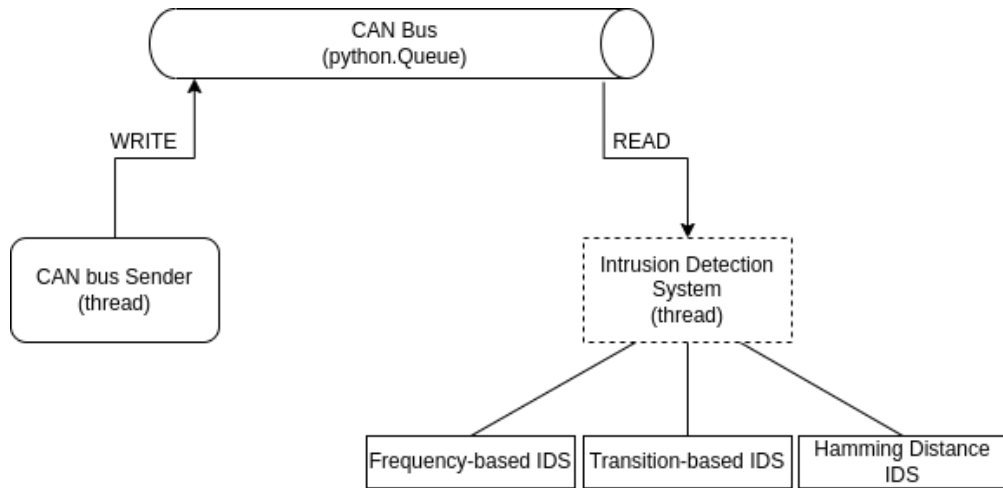 CAN Bus
(python.Queue)
WRITE
READ
CAN bus Sender
(thread)
Intrusion Detection
System
(thread)
Frequency-based IDS
Transition-based IDS
Hamming Distance
IDS